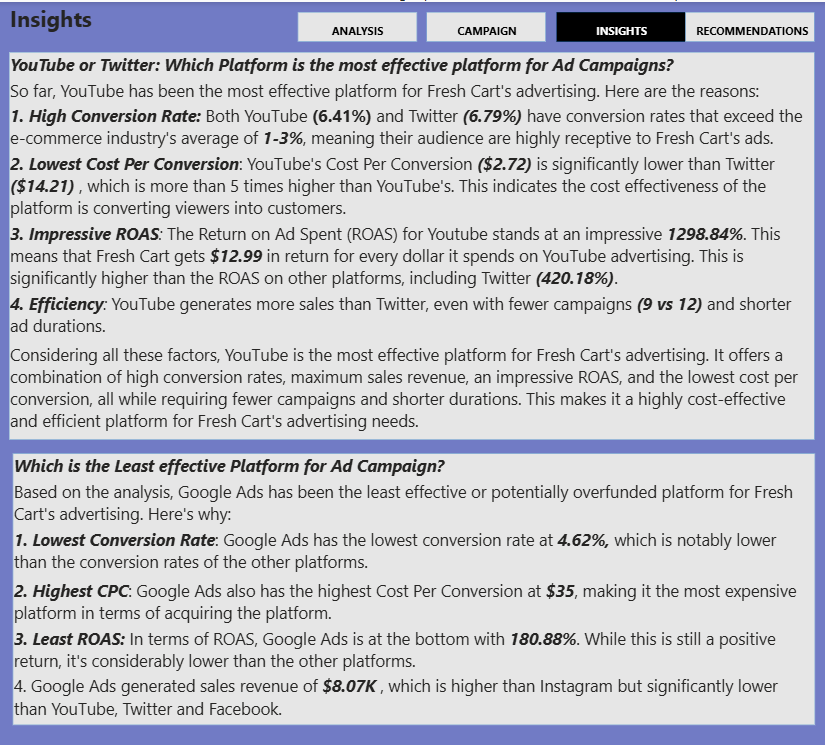 Insights
ANALYSIS
CAMPAIGN
INSIGHTS
RECOMMENDATIONS
YouTube or Twitter: Which Platform is the most effective platform for Ad Campaigns?
So far, YouTube has been the most effective platform for Fresh Cart's advertising. Here are the reasons:
1. High Conversion Rate: Both YouTube (6.41%) and Twitter (6.79%) have conversion rates that exceed the
e-commerce industry's average of 1-3%, meaning their audience are highly receptive to Fresh Cart's ads.
2. Lowest Cost Per Conversion: YouTube's Cost Per Conversion ($2.72) is significantly lower than Twitter
($14.21) , which is more than 5 times higher than YouTube's. This indicates the cost effectiveness of the
platform is converting viewers into customers.
3. Impressive ROAS: The Return on Ad Spent (ROAS) for Youtube stands at an impressive 1298.84%. This
means that Fresh Cart gets $12.99 in return for every dollar it spends on YouTube advertising. This is
significantly higher than the ROAS on other platforms, including Twitter (420.18%).
4. Efficiency: YouTube generates more sales than Twitter, even with fewer campaigns (9 vs 12) and shorter
ad durations.
Considering all these factors, YouTube is the most effective platform for Fresh Cart's advertising. It offers a
combination of high conversion rates, maximum sales revenue, an impressive ROAS, and the lowest cost per
conversion, all while requiring fewer campaigns and shorter durations. This makes it a highly cost-effective
and efficient platform for Fresh Cart's advertising needs.
Which is the Least effective Platform for Ad Campaign?
Based on the analysis, Google Ads has been the least effective or potentially overfunded platform for Fresh
Cart's advertising. Here's why:
1. Lowest Conversion Rate: Google Ads has the lowest conversion rate at 4.62%, which is notably lower
than the conversion rates of the other platforms.
2. Highest CPC: Google Ads also has the highest Cost Per Conversion at $35, making it the most expensive
platform in terms of acquiring the platform.
3. Least ROAS: In terms of ROAS, Google Ads is at the bottom with 180.88%. While this is still a positive
return, it's considerably lower than the other platforms.
4. Google Ads generated sales revenue of $8.07K , which is higher than Instagram but significantly lower
than YouTube, Twitter and Facebook.